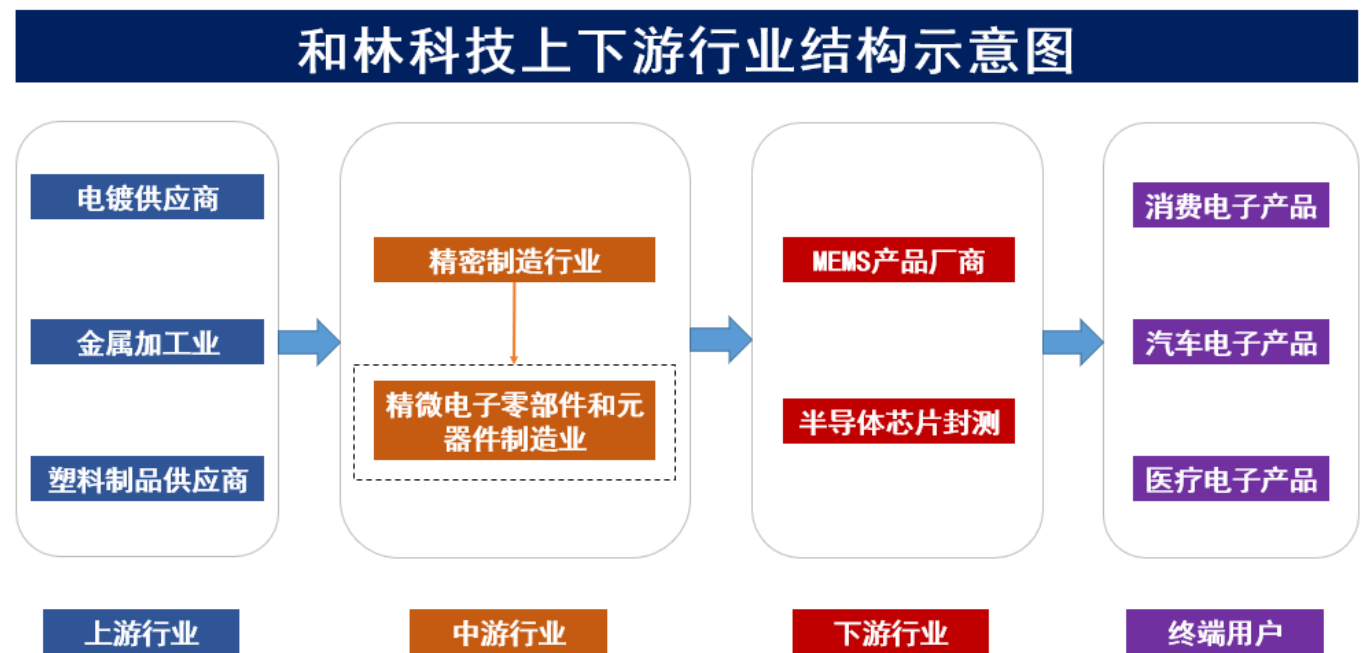 和林科技上下游行业结构示意图
电镀供应商
金属加工业
塑料制品供应商
上游行业
精密制造行业
精微电子零部件和元
器件制造业
中游行业
MEMS产品厂商
半导体芯片封测
下游行业
消费电子产品
汽车电子产品
医疗电子产品
终端用户